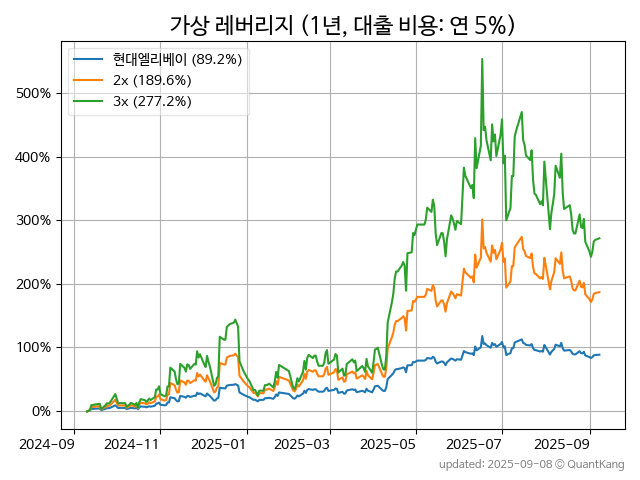 가상 레버리지 (1년, 대출 비용: 연 5%)
현대엘리베이 (89.2%)
2x (189.6%)
3x (277.2%)
500%
400%
300%
200%
100%
0%
2024-09 2024-11 2025-01 2025-03 2025-05 2025-07 2025-09
updated: 2025-09-08 © QuantKang